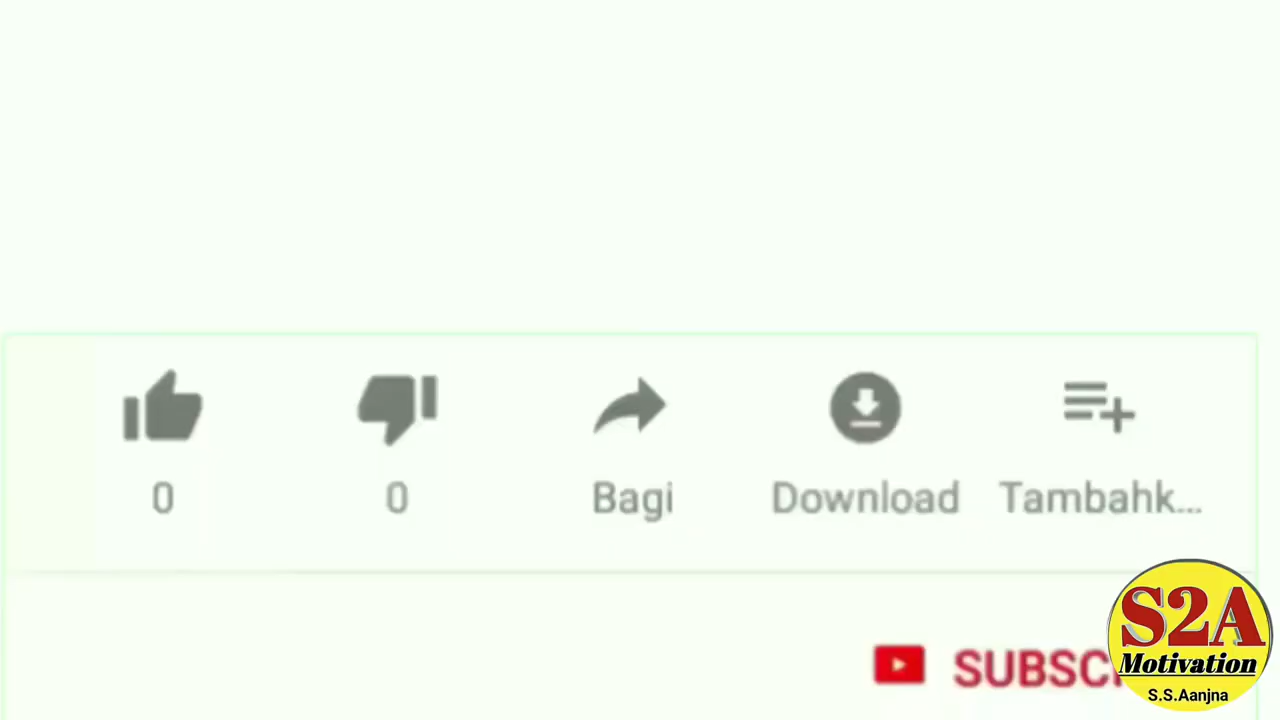 0 0 Bagi Download Tambahk...
SUBSC
S2A
Motivation
S.S.Aanjna